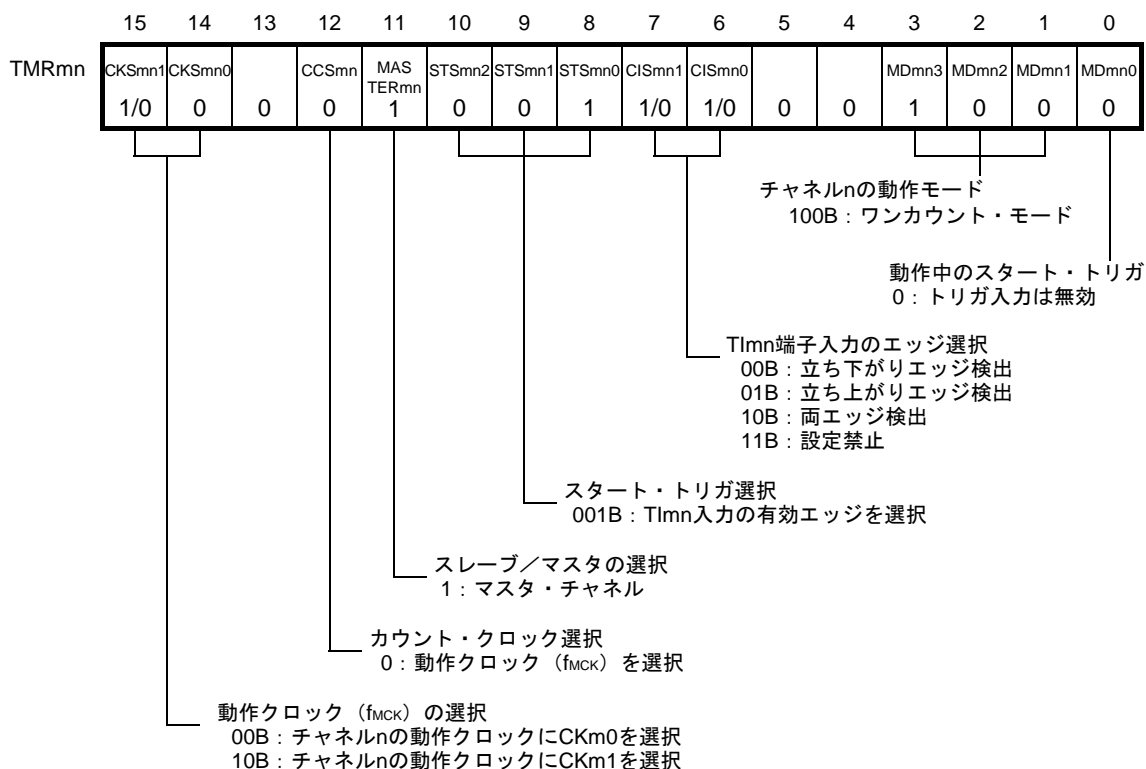 15 14 13 12 11 10 9 8 7 6 5 4 3 2 1 0
TMRmn
CKSmn1 CKSmn0 CCSmn MAS TERmn STSmn2 STSmn1 STSmn0 CISmn1 CISmn0 MDmn3 MDmn2 MDmn1 MDmn0
1/0 0 0 0 1 0 0 1 1/0 1/0 0 0 1 0 0 0
チャネルnの動作モード
100B：ワンカウント・モード
動作中のスタート・トリガ
0：トリガ入力は無効
TImn端子入力のエッジ選択
00B：立ち下がりエッジ検出
01B：立ち上がりエッジ検出
10B：両エッジ検出
11B：設定禁止
スタート・トリガ選択
001B：TImn入力の有効エッジを選択
スレーブ／マスタの選択
1：マスタ・チャネル
カウント・クロック選択
0：動作クロック（fMCK）を選択
動作クロック（fMCK）の選択
00B：チャネルnの動作クロックにCKm0を選択
10B：チャネルnの動作クロックにCKm1を選択